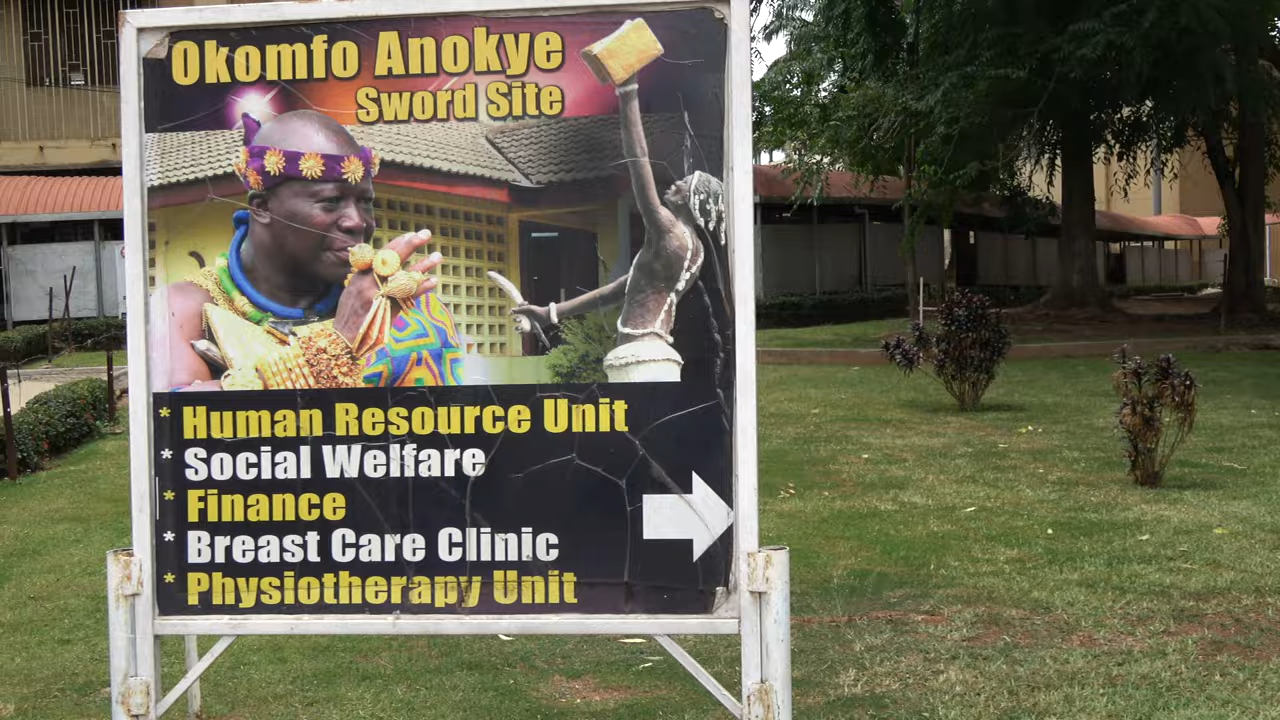 Okomfo Anokye
Sword Site
* Human Resource Unit
* Social Welfare
* Finance
* Breast Care Clinic
* Physiotherapy Unit